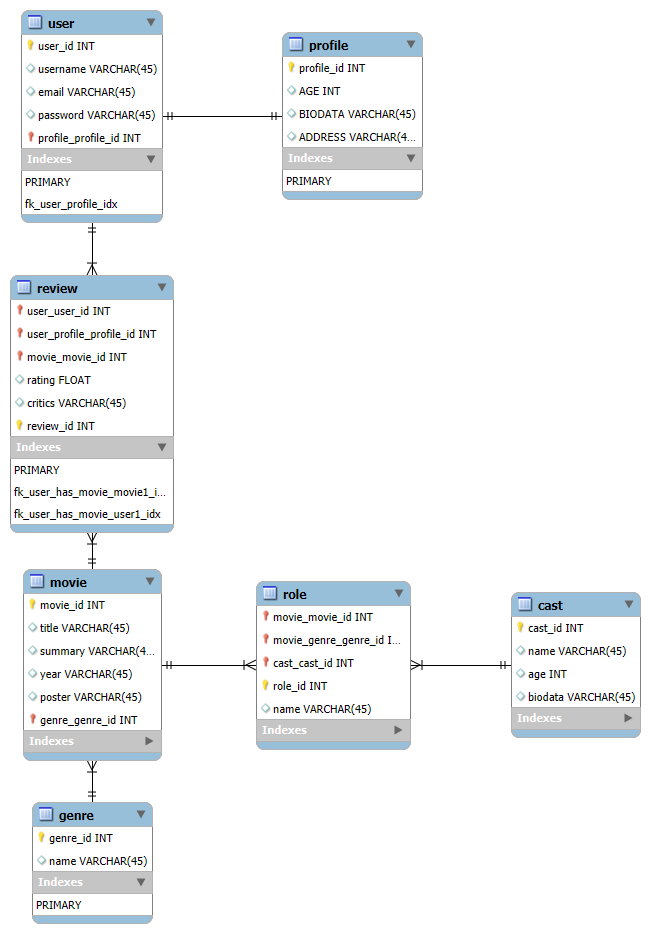 user
user_id INT
username VARCHAR(45)
email VARCHAR(45)
password VARCHAR(45)
profile_profile_id INT
Indexes
PRIMARY
fk_user_profile_idx
profile
profile_id INT
AGE INT
BIODATA VARCHAR(45)
ADDRESS VARCHAR(4...
Indexes
PRIMARY
review
user_user_id INT
user_profile_profile_id INT
movie_movie_id INT
rating FLOAT
critics VARCHAR(45)
review_id INT
Indexes
PRIMARY
fk_user_has_movie_movie1_i...
fk_user_has_movie_user1_idx
movie
movie_id INT
title VARCHAR(45)
summary VARCHAR(4...
year VARCHAR(45)
poster VARCHAR(45)
genre_genre_id INT
Indexes
role
movie_movie_id INT
movie_genre_genre_id I...
cast_cast_id INT
role_id INT
name VARCHAR(45)
Indexes
cast
cast_id INT
name VARCHAR(45)
age INT
biodata VARCHAR(45)
Indexes
genre
genre_id INT
name VARCHAR(45)
Indexes
PRIMARY